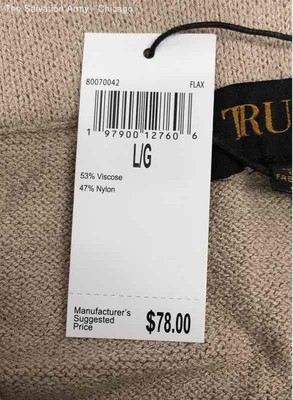 The Salvation Army - Chicago
80070042 FLAX
1 97900 12760 6
L/G
53% Viscose
47% Nylon
TRU
Manufacturer's
Suggested
Price
$78.00